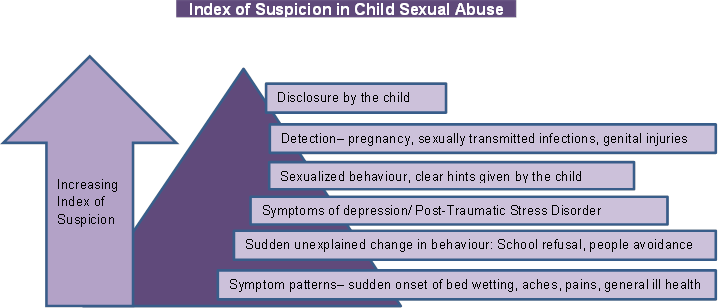 Index of Suspicion in Child Sexual Abuse
Disclosure by the child
Detection– pregnancy, sexually transmitted infections, genital injuries
Sexualized behaviour, clear hints given by the child
Symptoms of depression/ Post-Traumatic Stress Disorder
Sudden unexplained change in behaviour: School refusal, people avoidance
Symptom patterns– sudden onset of bed wetting, aches, pains, general ill health
Increasing
Index of
Suspicion